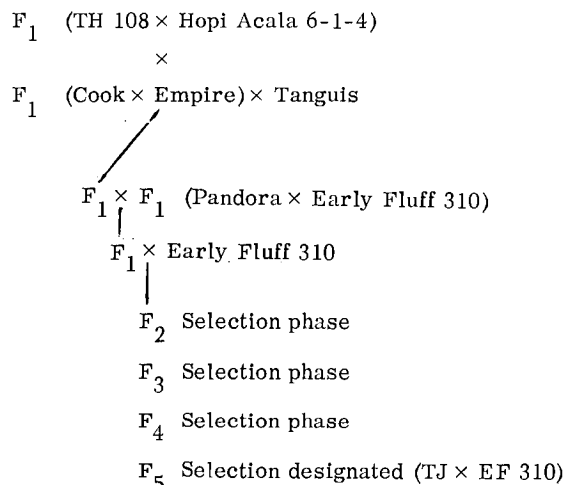 F1 (TH 108 × Hopi Acala 6-1-4)
×
F1 (Cook × Empire) × Tanguis
F1 × F1 (Pandora × Early Fluff 310)
F1 × Early Fluff 310
F2 Selection phase
F3 Selection phase
F4 Selection phase
F5 Selection designated (TJ × EF 310)